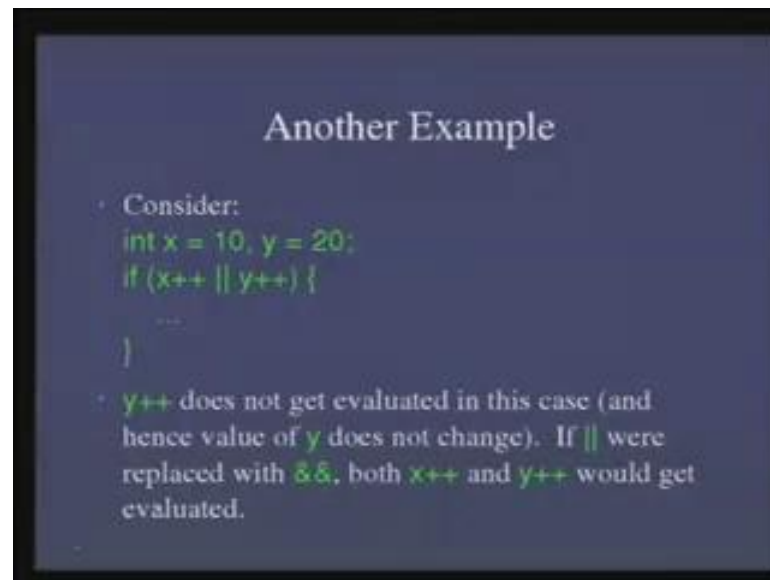 Another Example
Consider:
int x = 10, y = 20;
if (x++ || y++) {
...
}
y++ does not get evaluated in this case (and
hence value of y does not change). If || were
replaced with &&, both x++ and y++ would get
evaluated.